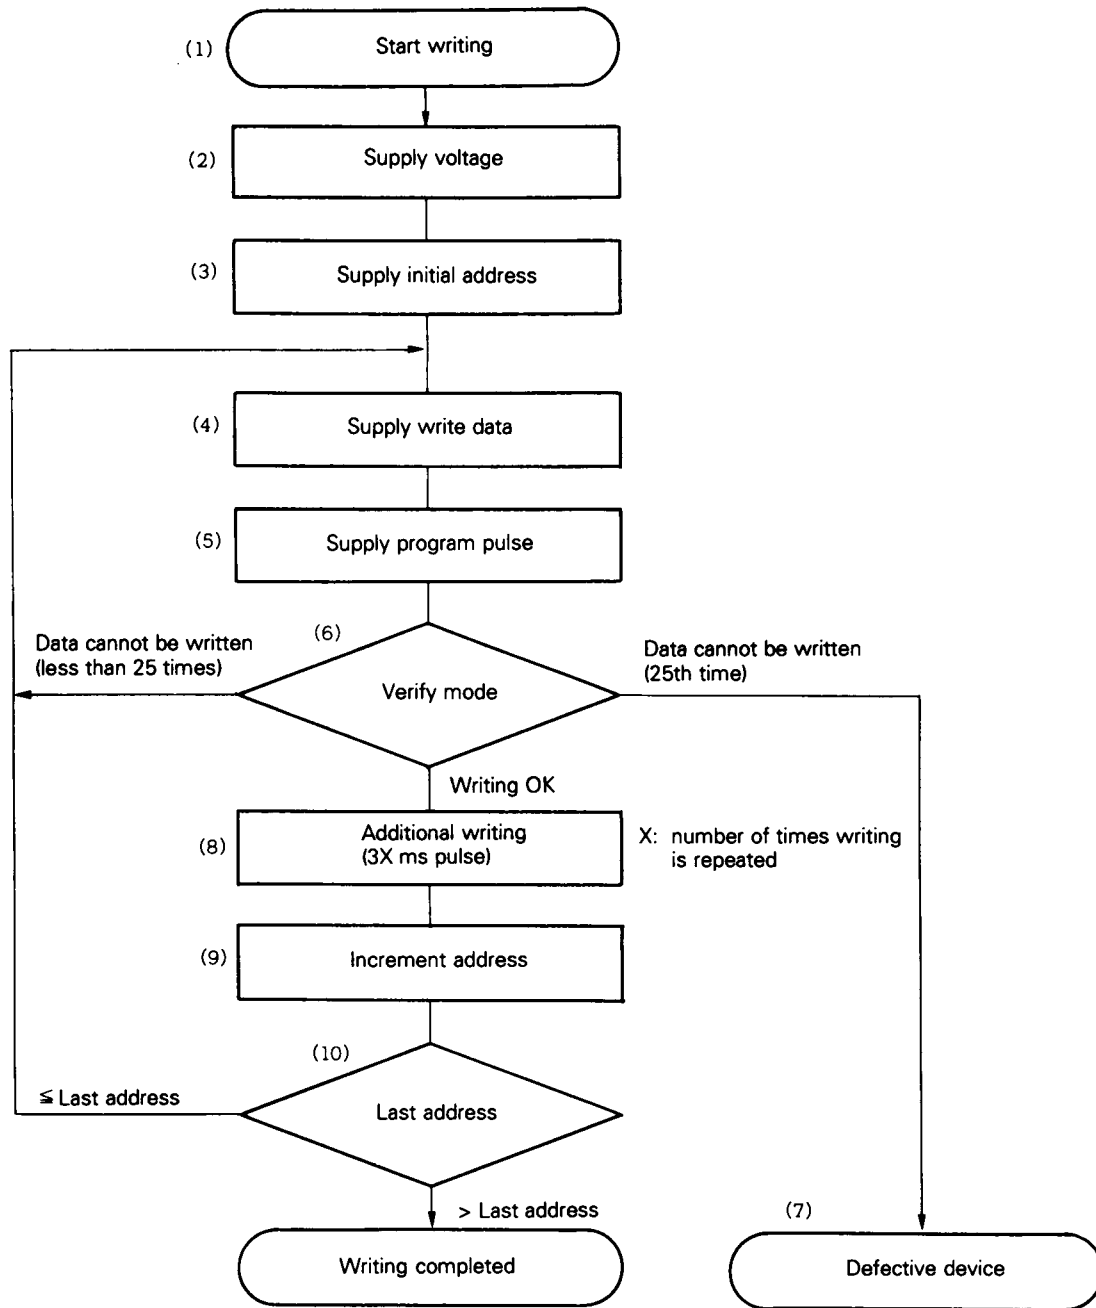 (1)
Start writing
(2)
Supply voltage
(3)
Supply initial address
(4)
Supply write data
(5)
Supply program pulse
(6)
Data cannot be written
(less than 25 times)
Verify mode
Data cannot be written
(25th time)
Writing OK
(8)
Additional writing
(3X ms pulse)
X: number of times writing
is repeated
(9)
Increment address
(10)
≦ Last address
Last address
> Last address
(7)
Writing completed
Defective device